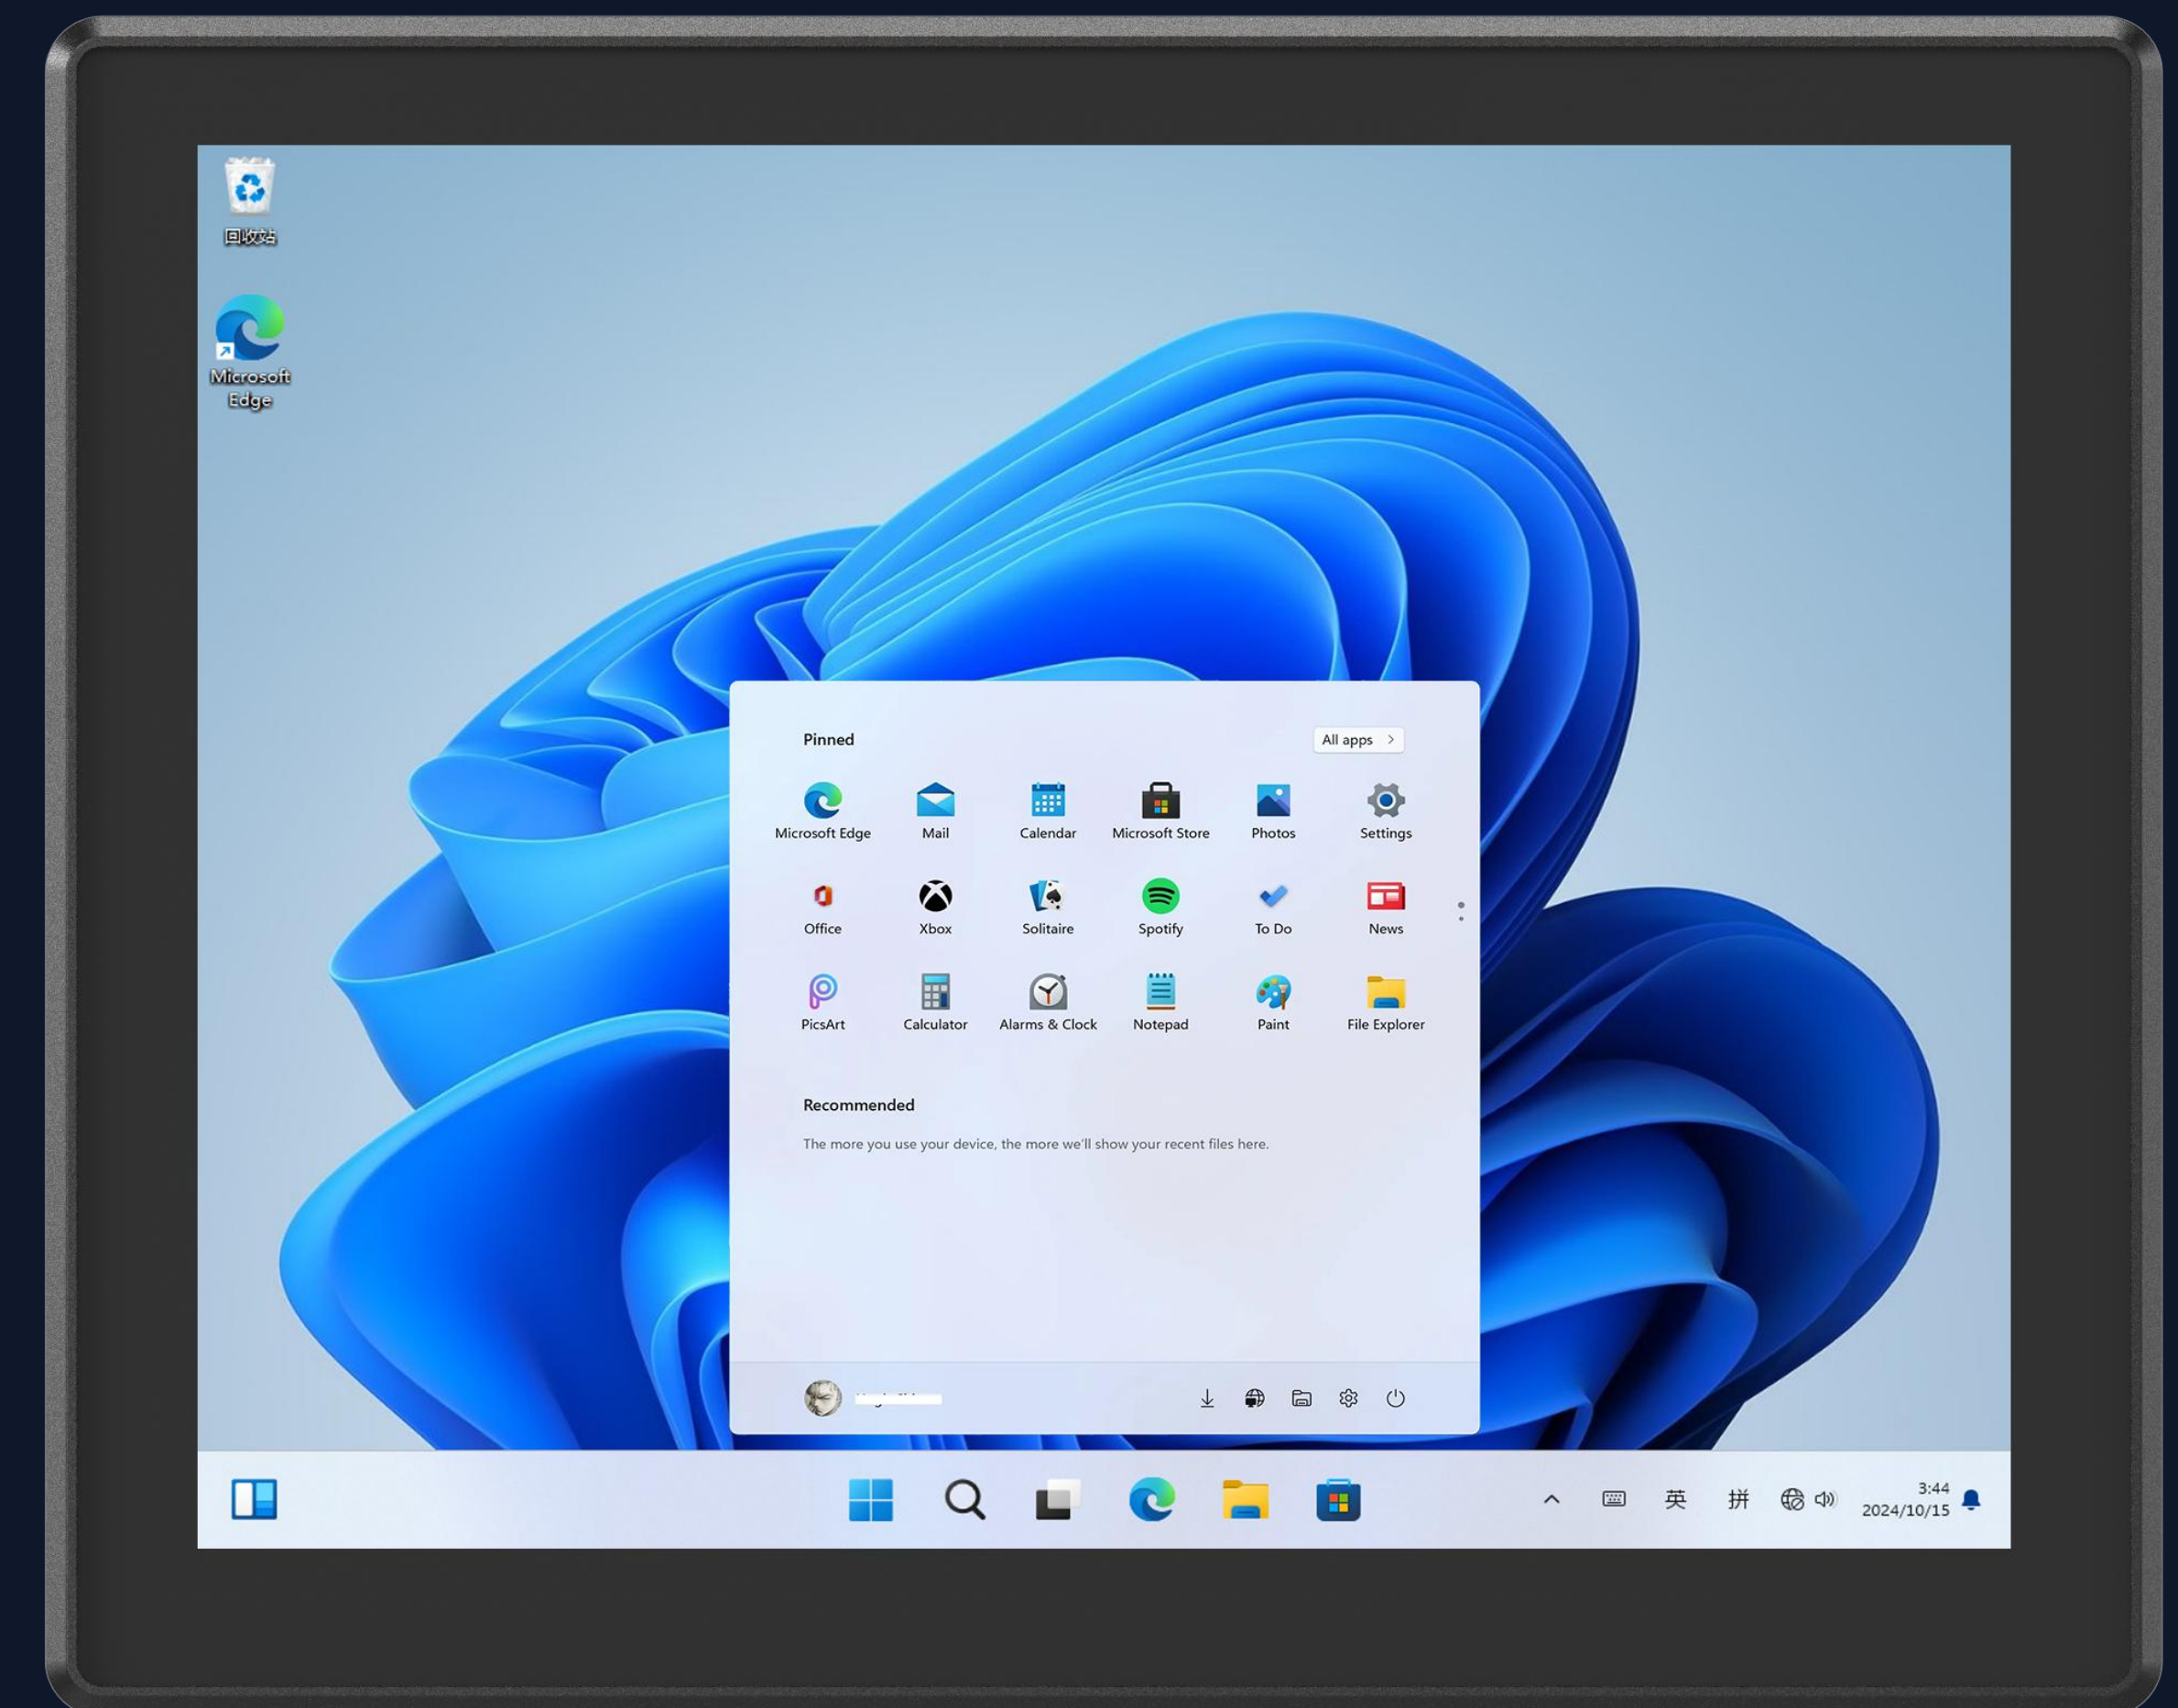 回收站
Microsoft
Edge
Pinned
All apps
Microsoft Edge
Mail
Calendar
Microsoft Store
Photos
Settings
Office
Xbox
Solitaire
Spotify
To Do
News
PicsArt
Calculator
Alarms & Clock
Notepad
Paint
File Explorer
Recommended
The more you use your device, the more we'll show your recent files here.
英
拼
3:44
2024/10/15